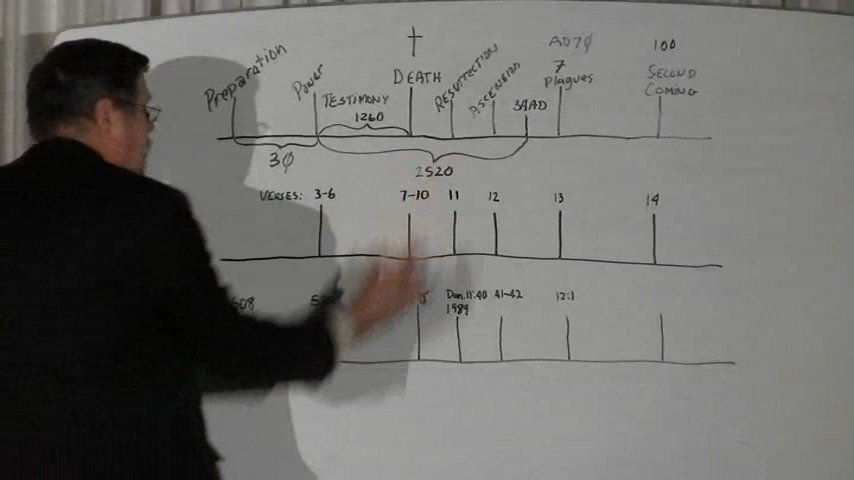 Preparation
Power
TESTIMONY
1260
DEATH
RESURRECTION
ASCENSION
34AD
AD70
7 Plagues
100
SECOND COMING
30
2520
VERSES: 3-6 7-10 11 12 13 14
Dan.11:40 41-42 12:1
1989